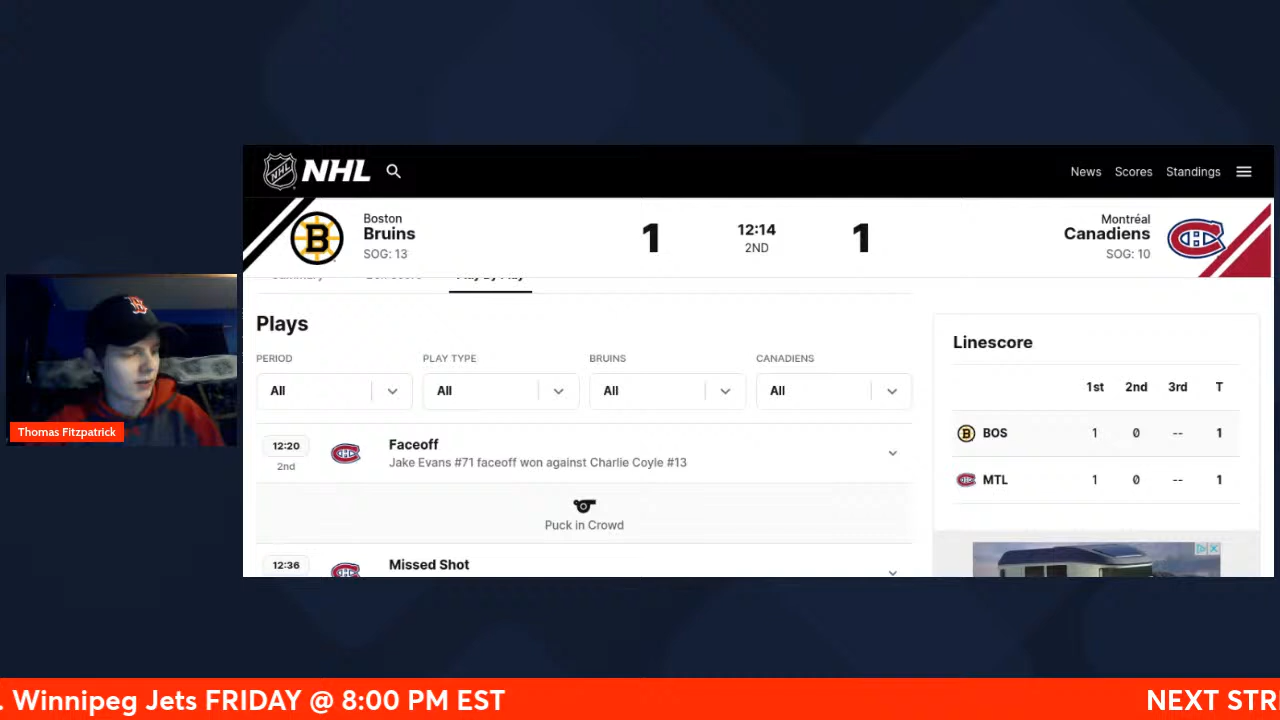 NHL
News Scores Standings
Boston
Bruins
SOG: 13
1
12:14
2ND
1
Montréal
Canadiens
SOG: 10
Play By Play
Plays
PERIOD PLAY TYPE BRUINS CANADIENS
All All All All
12:20
2nd
Faceoff
Jake Evans #71 faceoff won against Charlie Coyle #13
Puck in Crowd
12:36
Missed Shot
Linescore
1st 2nd 3rd T
BOS 1 0 -- 1
MTL 1 0 -- 1
Thomas Fitzpatrick
. Winnipeg Jets FRIDAY @ 8:00 PM EST
NEXT STR